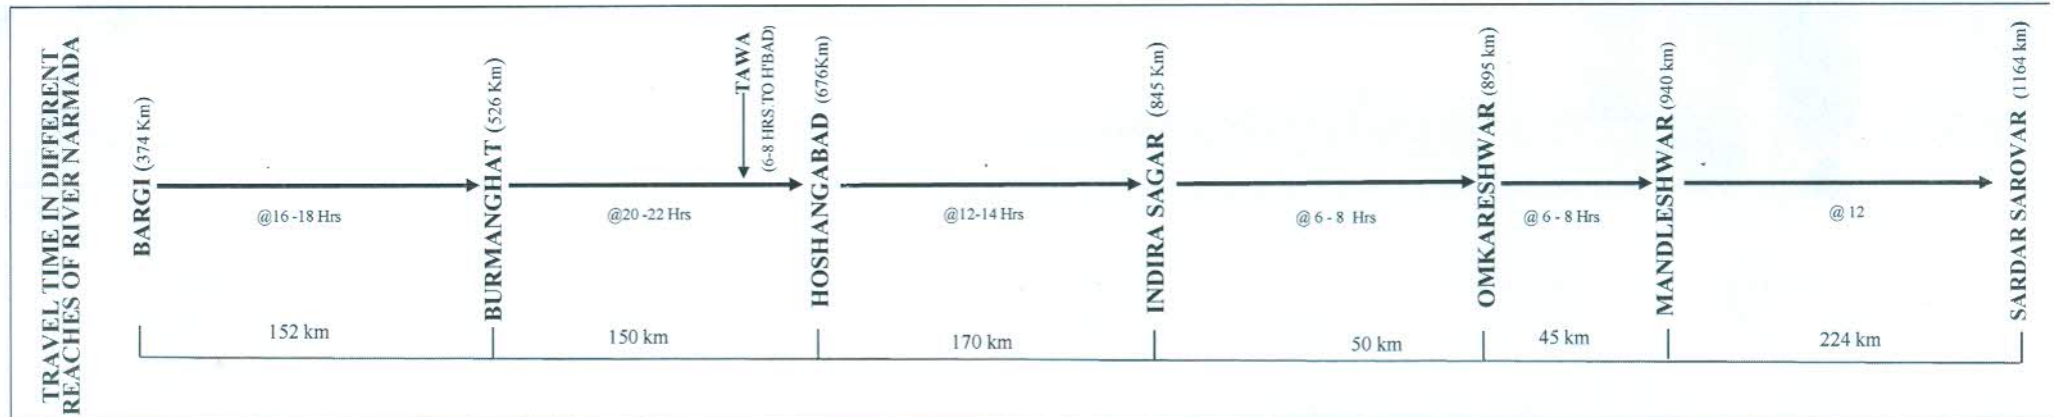 TRAVEL TIME IN DIFFERENT
REACHES OF RIVER NARMADA
BARGI (374 Km)
@16 -18 Hrs
152 km
BURMANGHAT (526 Km)
@20 -22 Hrs
150 km
TAWA
(6-8 HRS.TO H'BAD)
HOSHANGABAD (676Km)
@12-14 Hrs
170 km
INDIRA SAGAR (845 Km)
@ 6 - 8 Hrs
50 km
OMKARESHWAR (895 km)
@ 6 - 8 Hrs
45 km
MANDLESHWAR (940 km)
@ 12
224 km
SARDAR SAROVAR (1164 km)